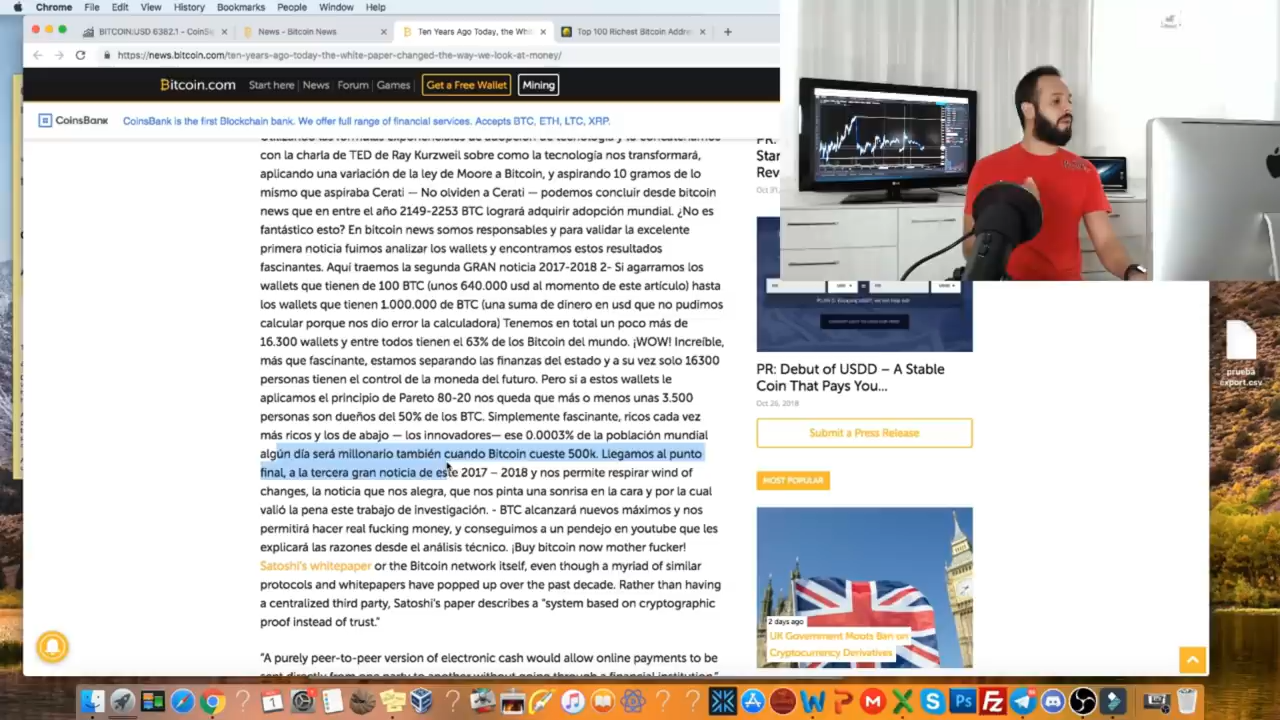 Chrome File Edit View History Bookmarks People Window Help
BITCOIN:USD 6382.1 - CoinSi
News - Bitcoin News
Ten Years Ago Today, the Whi
Top 100 Richest Bitcoin Addre
https://news.bitcoin.com/ten-years-ago-today-the-white-paper-changed-the-way-we-look-at-money/
Bitcoin.com Start here News Forum Games Get a Free Wallet Mining
CoinsBank CoinsBank is the first Blockchain bank. We offer full range of financial services. Accepts BTC, ETH, LTC, XRP.
con la charla de TED de Ray Kurzweil sobre como la tecnología nos transformará,
aplicando una variación de la ley de Moore a Bitcoin, y aspirando 10 gramos de lo
mismo que aspiraba Cerati — No olviden a Cerati — podemos concluir desde bitcoin
news que en entre el año 2149-2253 BTC logrará adquirir adopción mundial. ¿No es
fantástico esto? En bitcoin news somos responsables y para validar la excelente
primera noticia fuimos analizar los wallets y encontramos estos resultados
fascinantes. Aquí traemos la segunda GRAN noticia 2017-2018 2- Si agarramos los
wallets que tienen de 100 BTC (unos 640.000 usd al momento de este artículo) hasta
los wallets que tienen 1.000.000 de BTC (una suma de dinero en usd que no pudimos
calcular porque nos dio error la calculadora) Tenemos en total un poco más de
16.300 wallets y entre todos tienen el 63% de los Bitcoin del mundo. ¡WOW! Increíble,
más que fascinante, estamos separando las finanzas del estado y a su vez solo 16300
personas tienen el control de la moneda del futuro. Pero si a estos wallets le
aplicamos el principio de Pareto 80-20 nos queda que más o menos unas 3.500
personas son dueños del 50% de los BTC. Simplemente fascinante, ricos cada vez
más ricos y los de abajo — los innovadores— ese 0.0003% de la población mundial
algún día será millonario también cuando Bitcoin cueste 500k. Llegamos al punto
final, a la tercera gran noticia de este 2017 – 2018 y nos permite respirar wind of
changes, la noticia que nos alegra, que nos pinta una sonrisa en la cara y por la cual
valió la pena este trabajo de investigación. - BTC alcanzará nuevos máximos y nos
permitirá hacer real fucking money, y conseguimos a un pendejo en youtube que les
explicará las razones desde el análisis técnico. ¡Buy bitcoin now mother fucker!
Satoshi's whitepaper or the Bitcoin network itself, even though a myriad of similar
protocols and whitepapers have popped up over the past decade. Rather than having
a centralized third party, Satoshi's paper describes a "system based on cryptographic
proof instead of trust."
"A purely peer-to-peer version of electronic cash would allow online payments to be
PR:
Star
Rev
PR: Debut of USDD – A Stable
Coin That Pays You...
Oct 26, 2018
Submit a Press Release
MOST POPULAR
2 days ago
UK Government Moots Ban on
Cryptocurrency Derivatives
prueba
export.csv